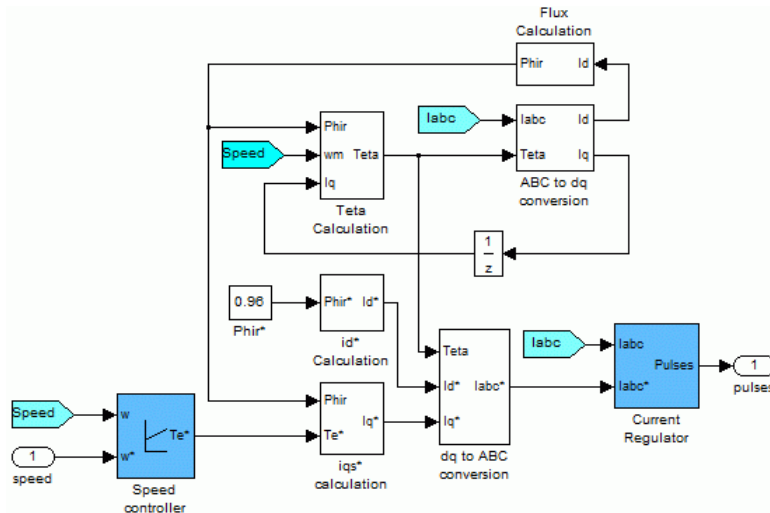 Flux
Calculation
Phir Id
Iabc
Iabc Id
Teta Iq
ABC to dq
conversion
Phir
Speed
wm Teta
Iq
Teta
Calculation
1
z
0.96
Phir*
Phir* Id*
id*
Calculation
Teta
Id* Iabc*
Iq*
dq to ABC
conversion
Iabc
Iabc
Pulses
Iabc*
Current
Regulator
1
pulses
Phir
Iq*
Te*
iqs*
calculation
Speed
w
Te*
w*
1
speed
Speed
controller